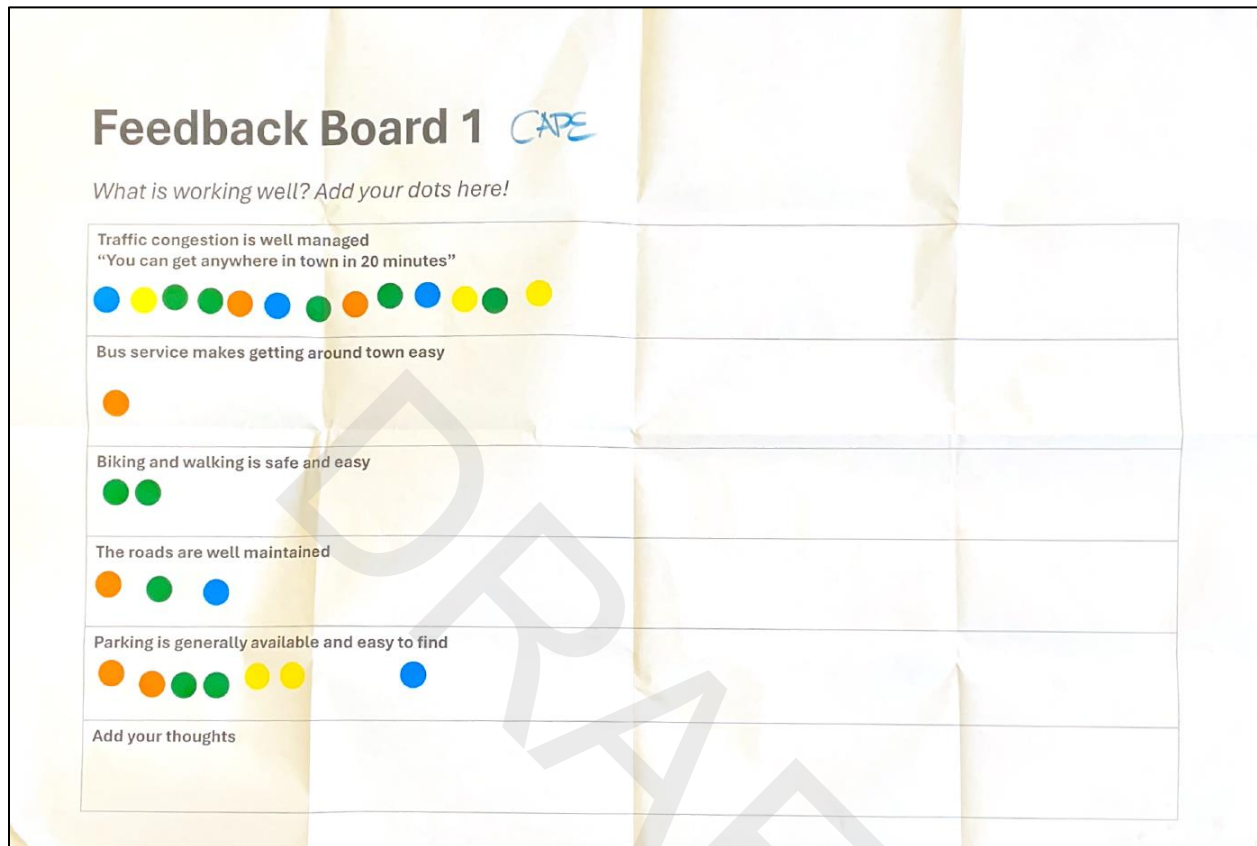 Feedback Board 1 CAPE
What is working well? Add your dots here!
Traffic congestion is well managed
“You can get anywhere in town in 20 minutes”
Bus service makes getting around town easy
Biking and walking is safe and easy
The roads are well maintained
Parking is generally available and easy to find
Add your thoughts
DRAF